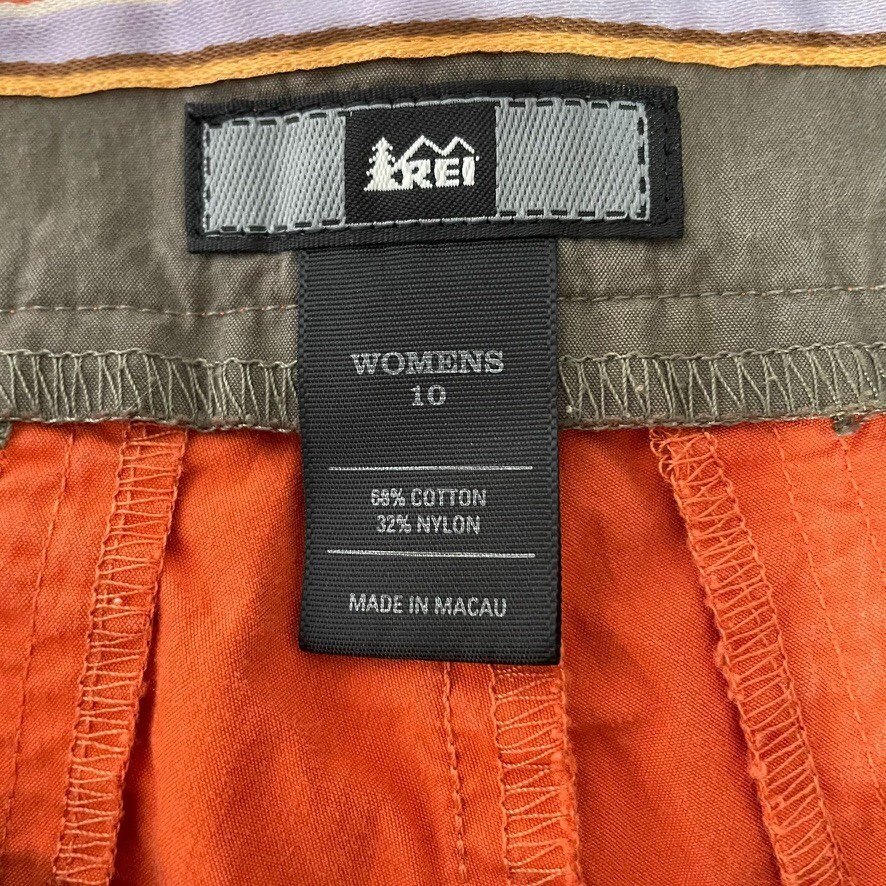 REI
WOMENS
10
68% COTTON
32% NYLON
MADE IN MACAU